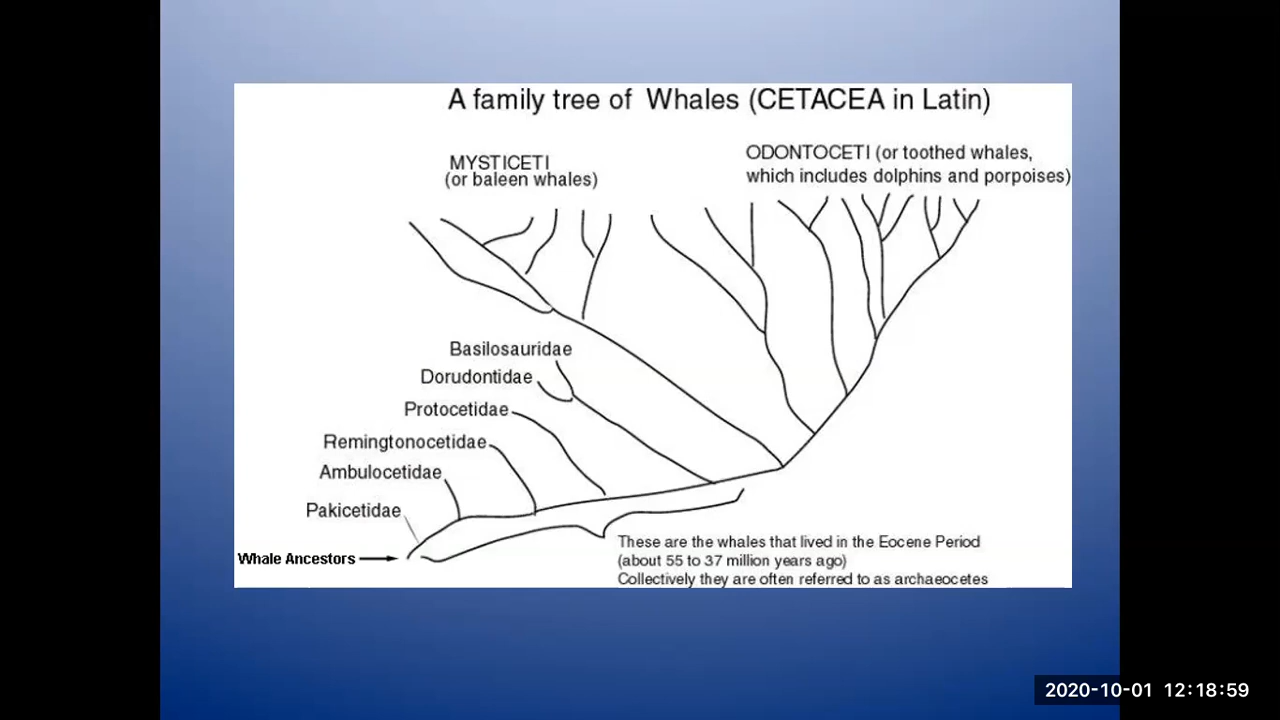 A family tree of Whales (CETACEA in Latin)
MYSTICETI
(or baleen whales)
ODONTOCETI (or toothed whales,
which includes dolphins and porpoises)
Basilosauridae
Dorudontidae
Protocetidae
Remingtonocetidae
Ambulocetidae
Pakicetidae
Whale Ancestors
These are the whales that lived in the Eocene Period
(about 55 to 37 million years ago)
Collectively they are often referred to as archaeocetes
2020-10-01 12:18:59